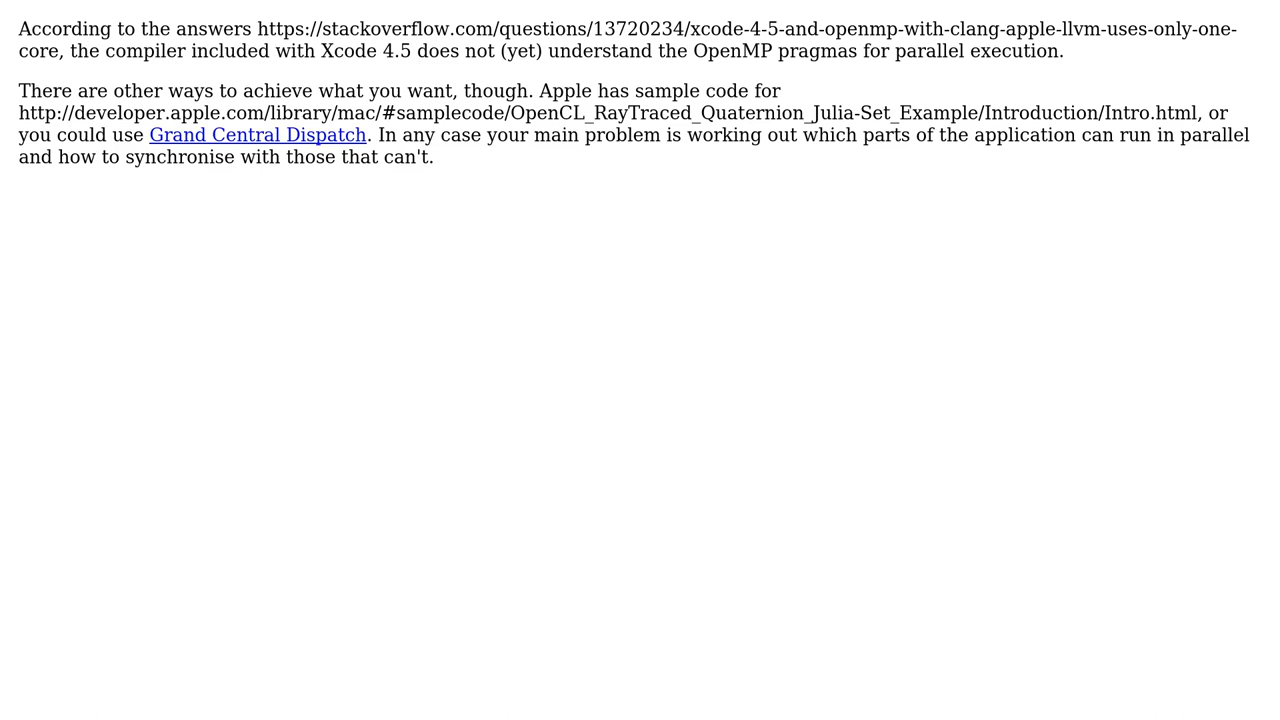 According to the answers https://stackoverflow.com/questions/13720234/xcode-4-5-and-openmp-with-clang-apple-llvm-uses-only-one-
core, the compiler included with Xcode 4.5 does not (yet) understand the OpenMP pragmas for parallel execution.
There are other ways to achieve what you want, though. Apple has sample code for
http://developer.apple.com/library/mac/#samplecode/OpenCL_RayTraced_Quaternion_Julia-Set_Example/Introduction/Intro.html, or
you could use Grand Central Dispatch. In any case your main problem is working out which parts of the application can run in parallel
and how to synchronise with those that can't.